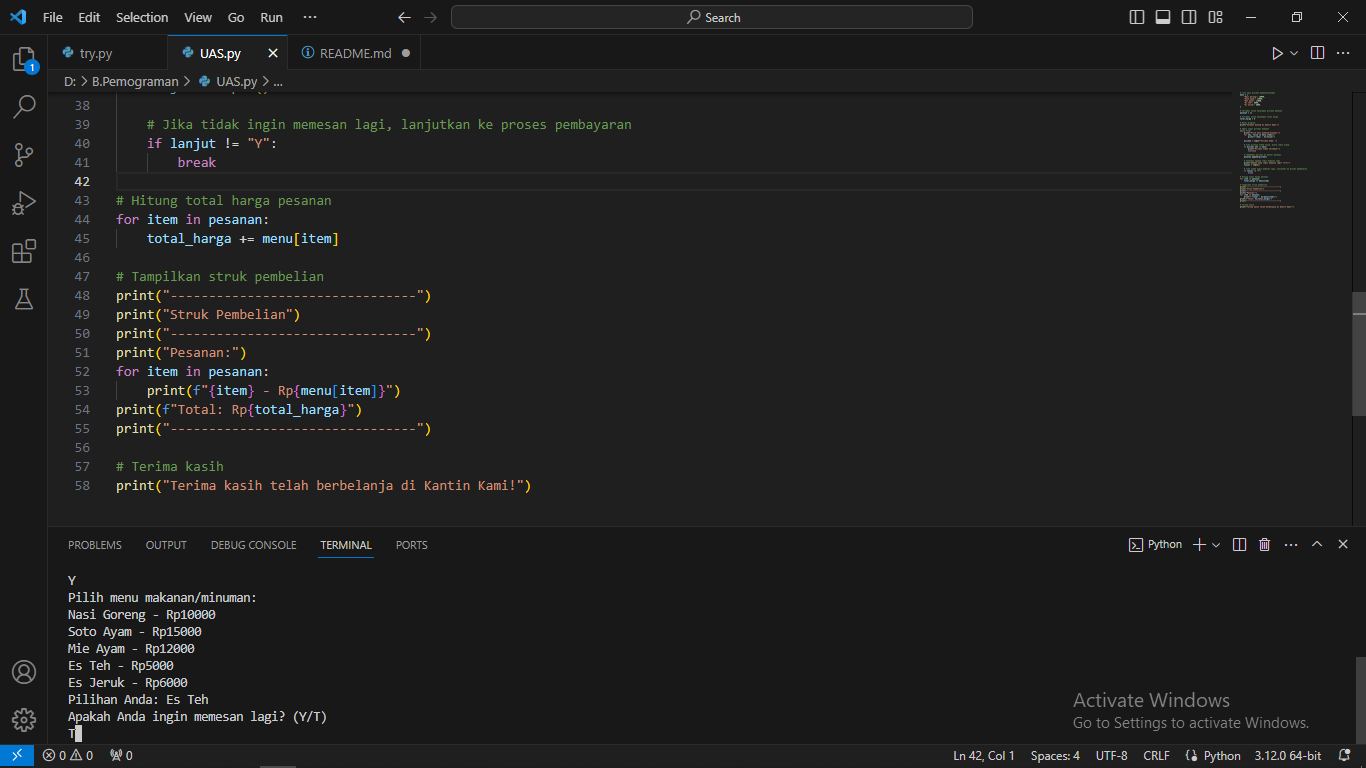 File Edit Selection View Go Run ··· Search
1
try.py UAS.py README.md
D: > B.Pemograman > UAS.py > ...
38
39 # Jika tidak ingin memesan lagi, lanjutkan ke proses pembayaran
40 if lanjut != "Y":
41 break
42
43 # Hitung total harga pesanan
44 for item in pesanan:
45 total_harga += menu[item]
46
47 # Tampilkan struk pembelian
48 print("--------------------------------")
49 print("Struk Pembelian")
50 print("--------------------------------")
51 print("Pesanan:")
52 for item in pesanan:
53 print(f"{item} - Rp{menu[item]}")
54 print(f"Total: Rp{total_harga}")
55 print("--------------------------------")
56
57 # Terima kasih
58 print("Terima kasih telah berbelanja di Kantin Kami!")
PROBLEMS OUTPUT DEBUG CONSOLE TERMINAL PORTS Python
Y
Pilih menu makanan/minuman:
Nasi Goreng - Rp10000
Soto Ayam - Rp15000
Mie Ayam - Rp12000
Es Teh - Rp5000
Es Jeruk - Rp6000
Pilihan Anda: Es Teh
Apakah Anda ingin memesan lagi? (Y/T)
T
Activate Windows
Go to Settings to activate Windows.
0 0 0 Ln 42, Col 1 Spaces: 4 UTF-8 CRLF Python 3.12.0 64-bit